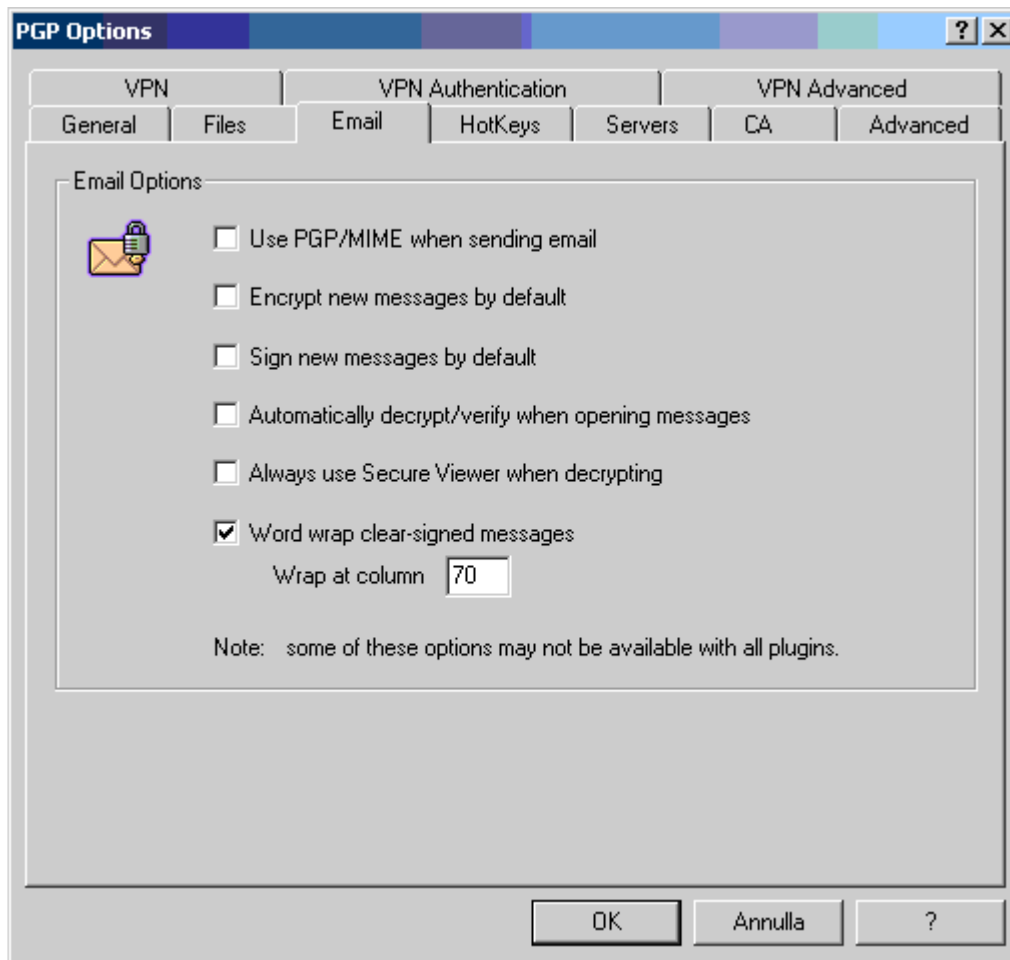 PGP Options
VPN VPN Authentication VPN Advanced
General Files Email HotKeys Servers CA Advanced
Email Options
Use PGP/MIME when sending email
Encrypt new messages by default
Sign new messages by default
Automatically decrypt/verify when opening messages
Always use Secure Viewer when decrypting
Word wrap clear-signed messages
Wrap at column 70
Note: some of these options may not be available with all plugins.
OK Annulla ?